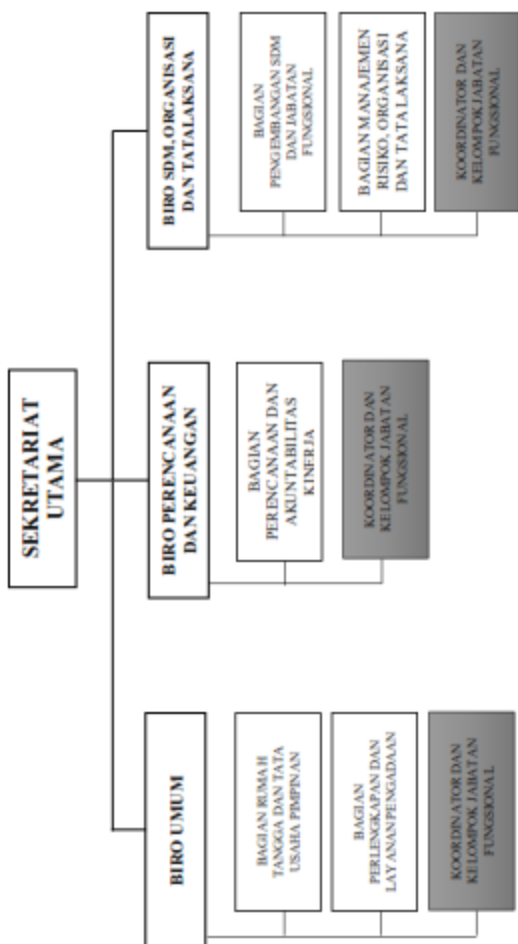 SEKRETARIAT
UTAMA
BIRO UMUM
BAGIAN RUMAH
TANGGA DAN TATA
USAHA PIMPINAN
BAGIAN
PERLENGKAPAN DAN
LAYANAN PENGADAAN
KOORDINATOR DAN
KELOMPOK JABATAN
FUNGSIONAL
BIRO PERENCANAAN
DAN KEUANGAN
BAGIAN
PERENCANAAN DAN
AKUNTABILITAS
KINERJA
KOORDINATOR DAN
KELOMPOK JABATAN
FUNGSIONAL
BIRO SDM, ORGANISASI
DAN TATALAKSANA
BAGIAN
PENGEMBANGAN SDM
DAN JABATAN
FUNGSIONAL
BAGIAN MANAJEMEN
RISIKO, ORGANISASI
DAN TATALAKSANA
KOORDINATOR DAN
KELOMPOK JABATAN
FUNGSIONAL